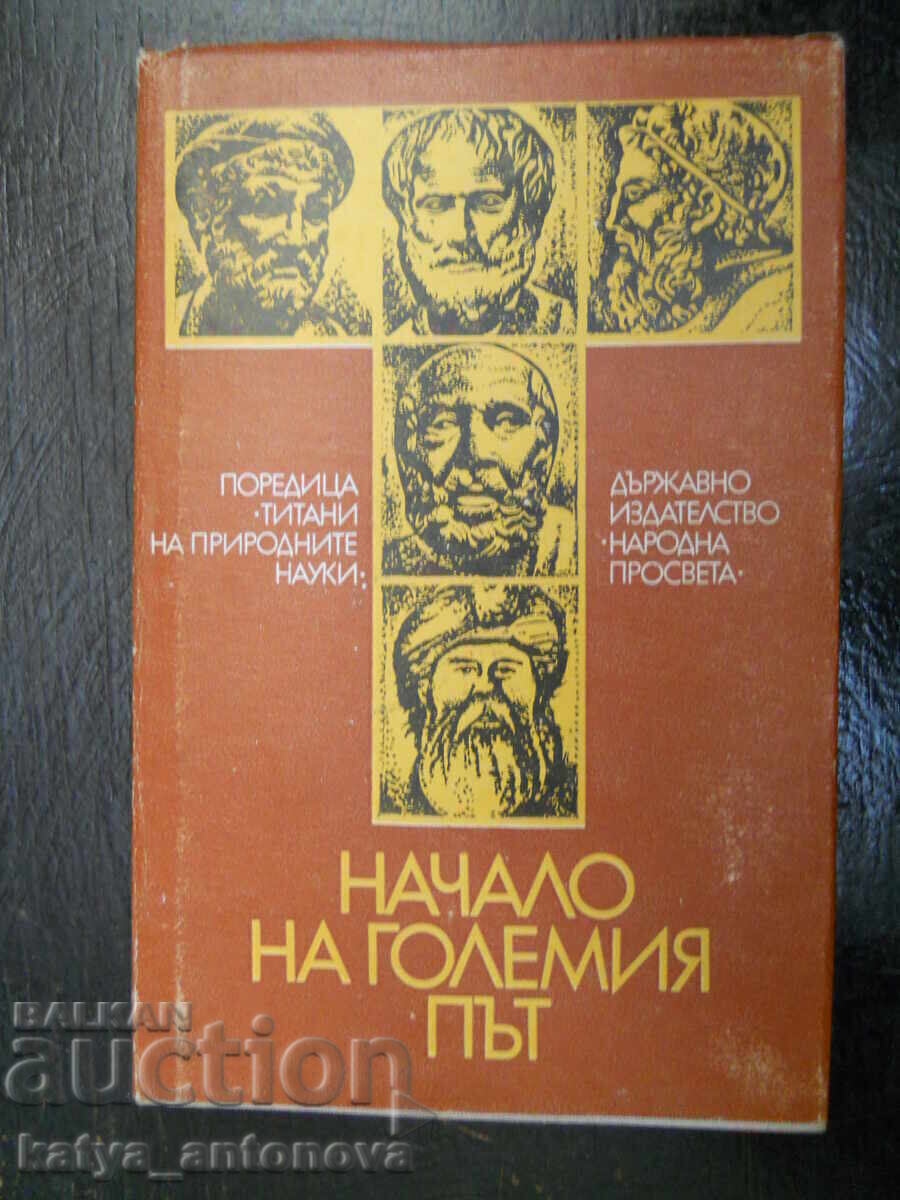 ПОРЕДИЦА
·ТИТАНИ
НА ПРИРОДНИТЕ
НАУКИ·
ДЪРЖАВНО
ИЗДАТЕЛСТВО
·НАРОДНА
ПРОСВЕТА·
НАЧАЛО
НА ГОЛЕМИЯ
ПЪТ
BALKAN
auction
katya_antonova